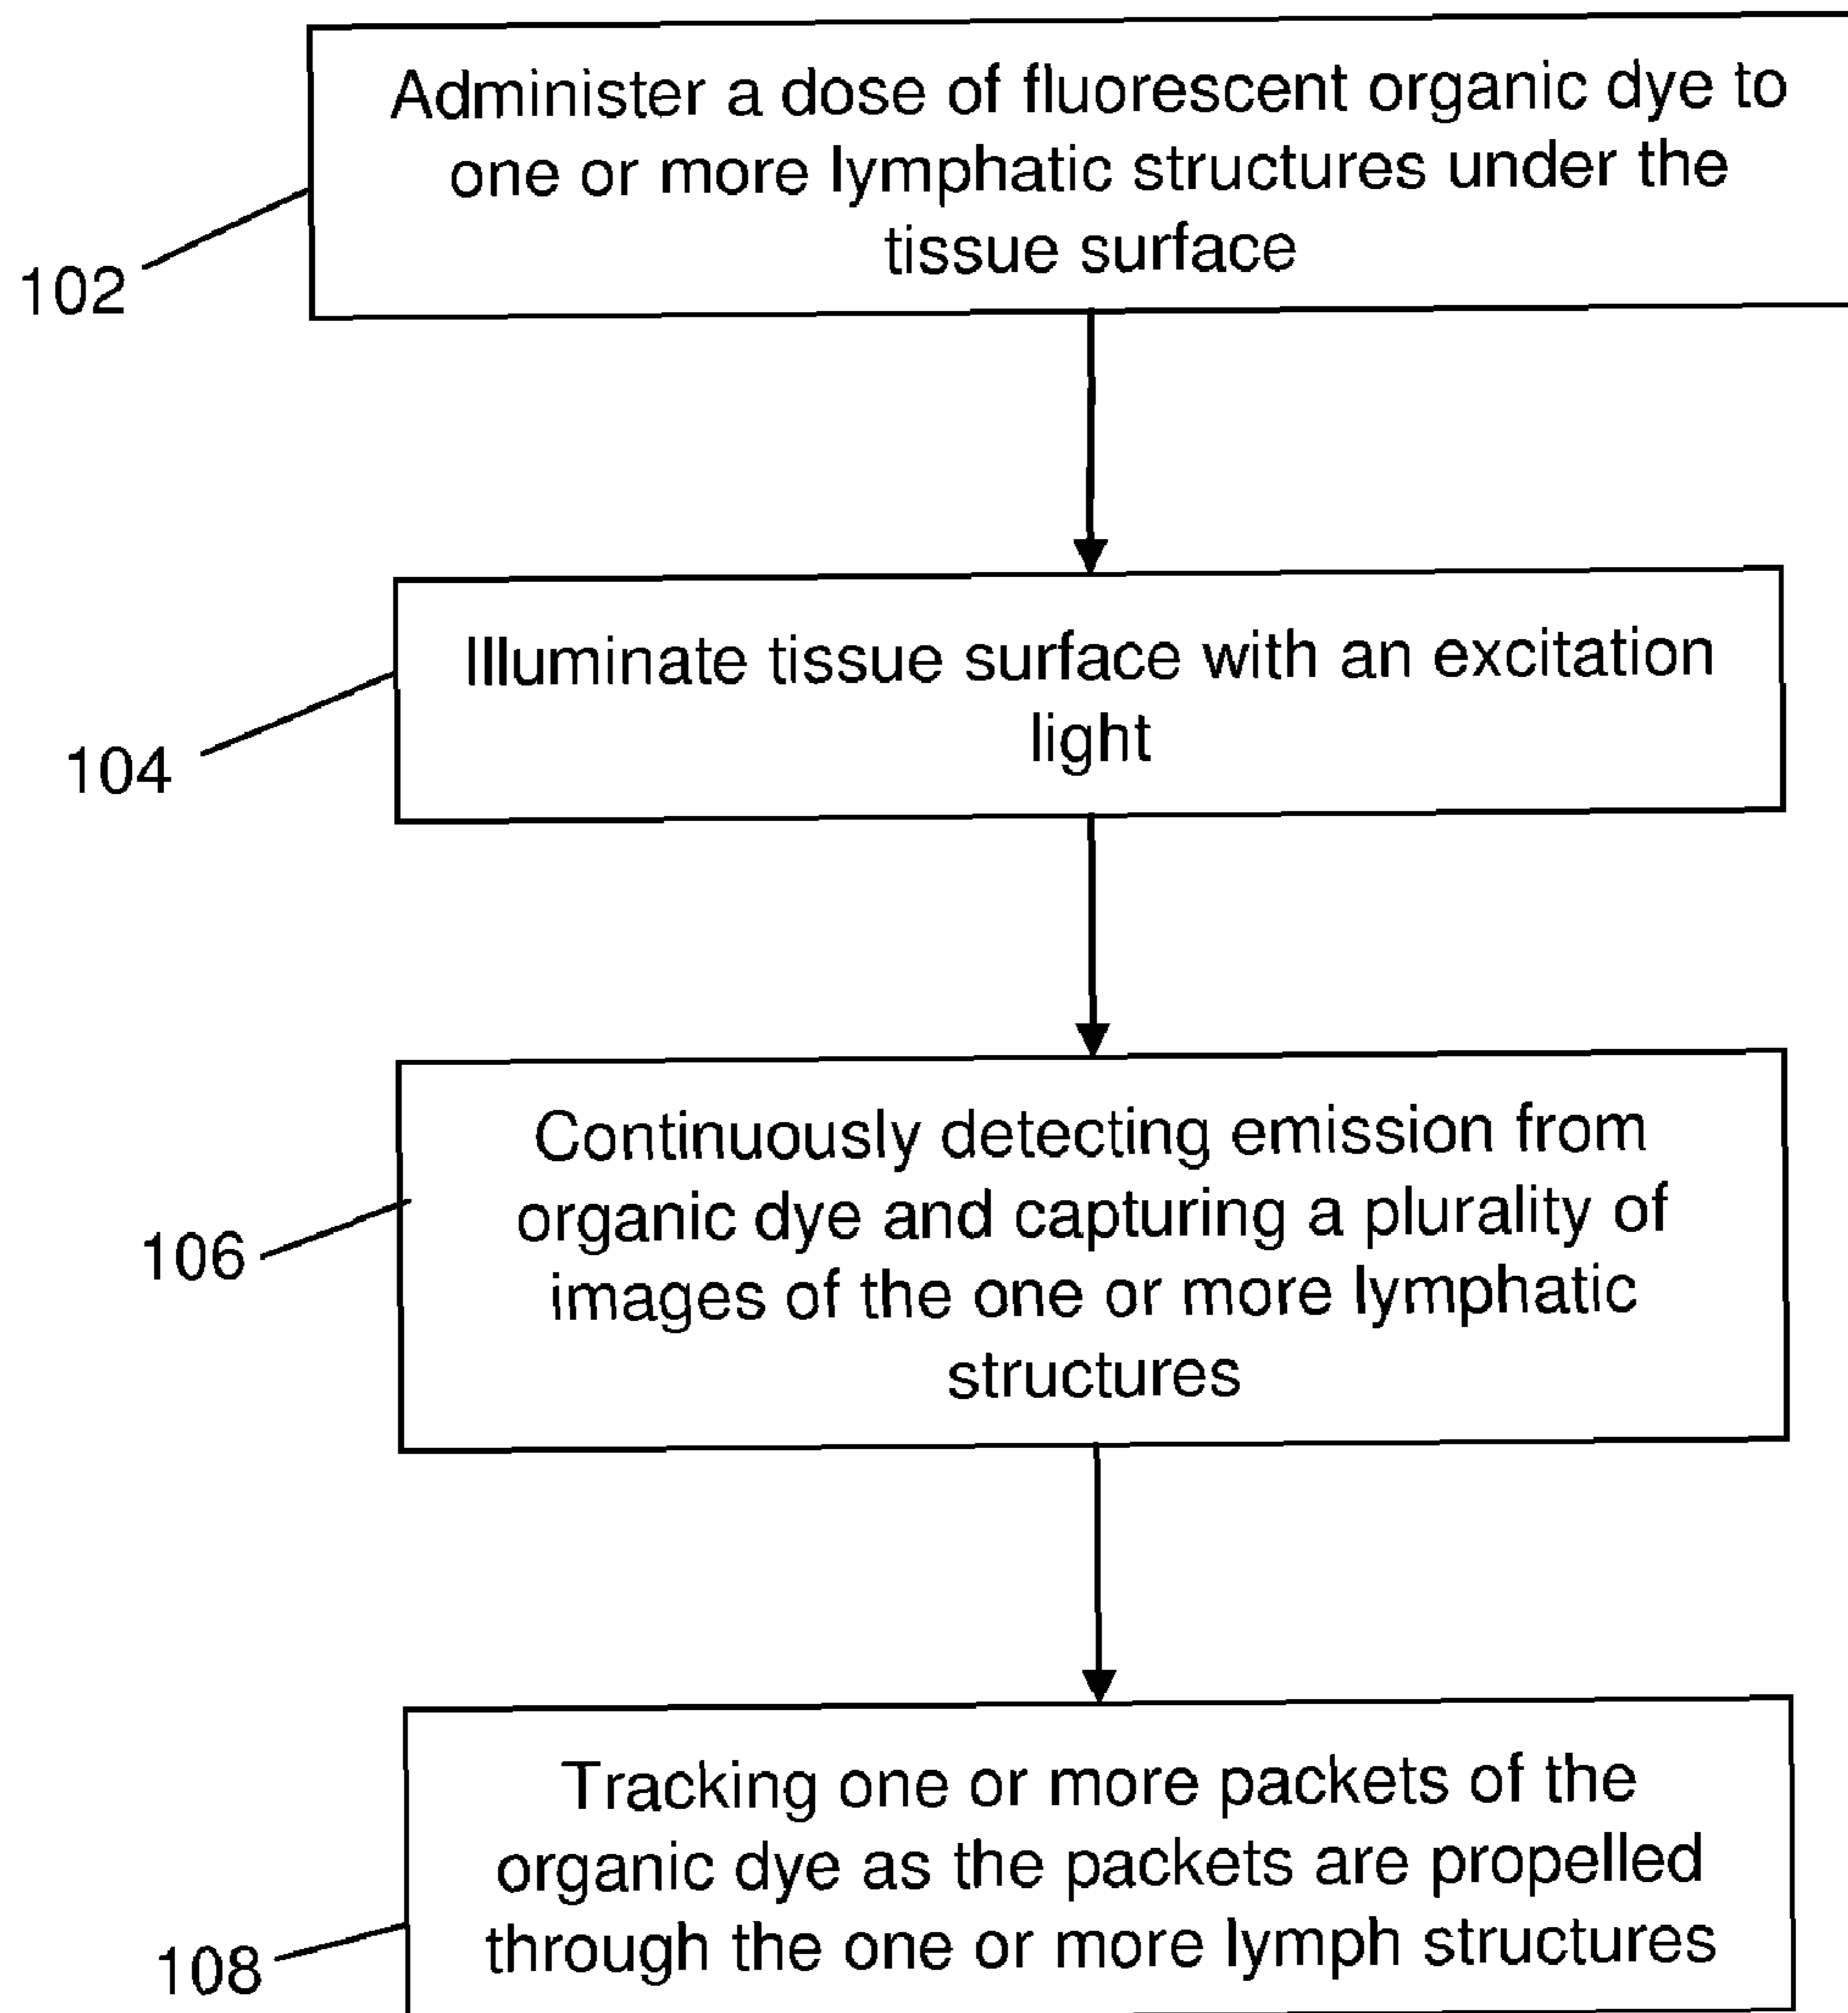 Administer a dose of fluorescent organic dye to
one or more lymphatic structures under the
tissue surface
102
Illuminate tissue surface with an excitation
light
104
Continuously detecting emission from
organic dye and capturing a plurality of
images of the one or more lymphatic
structures
106
Tracking one or more packets of the
organic dye as the packets are propelled
through the one or more lymph structures
108